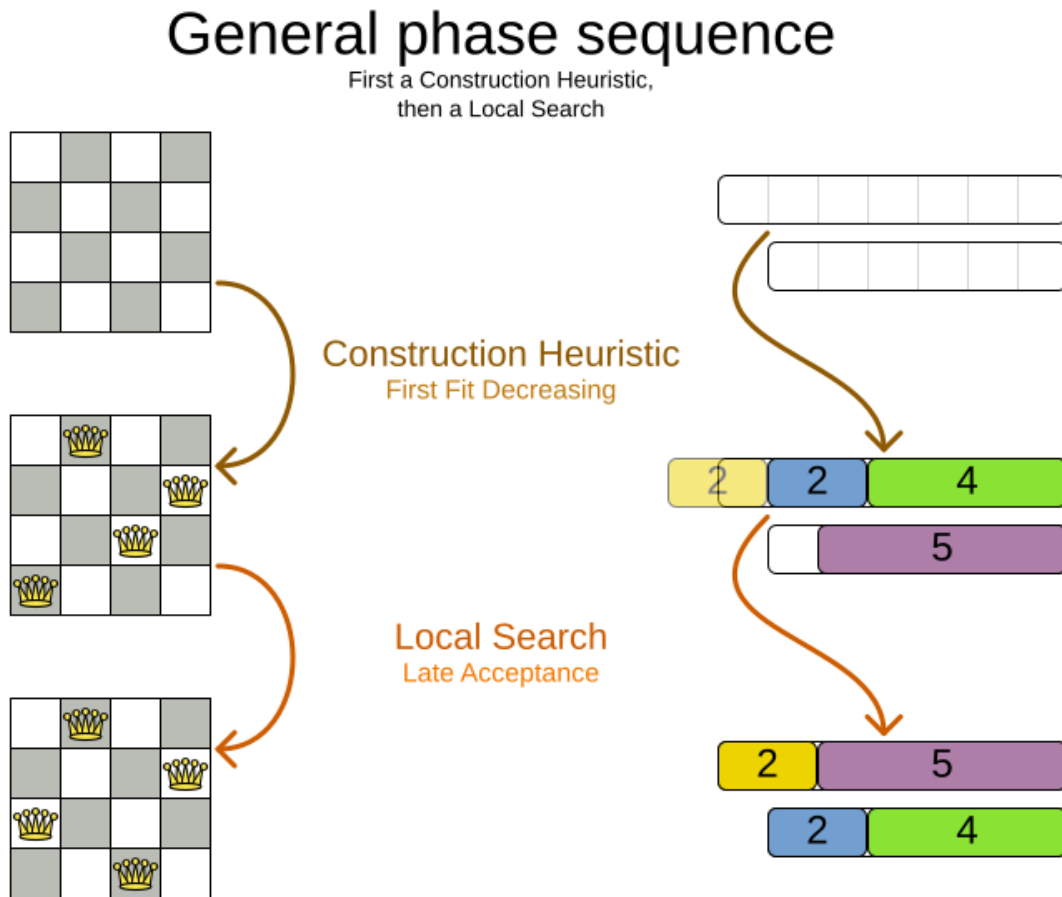 General phase sequence
First a Construction Heuristic,
then a Local Search
Construction Heuristic
First Fit Decreasing
2 2 4
5
Local Search
Late Acceptance
2 5
2 4